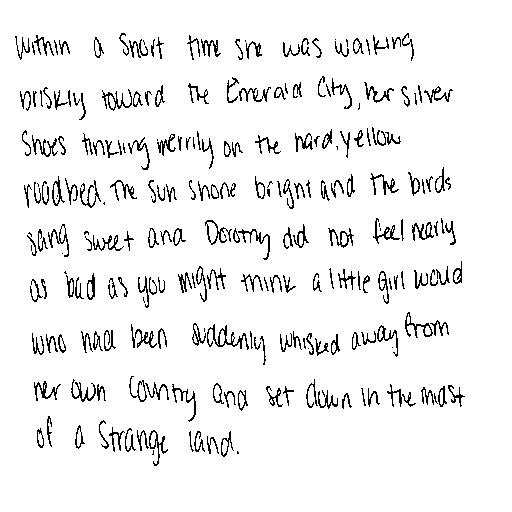 Within a short time she was walking
briskly toward the Emerald City, her silver
Shoes tinkling merrily on the hard, yellow
roadbed. The sun shone bright and the birds
sang sweet and Dorothy did not feel nearly
as bad as you might think a little girl would
who had been suddenly whisked away from
her own country and set down in the midst
of a strange land.